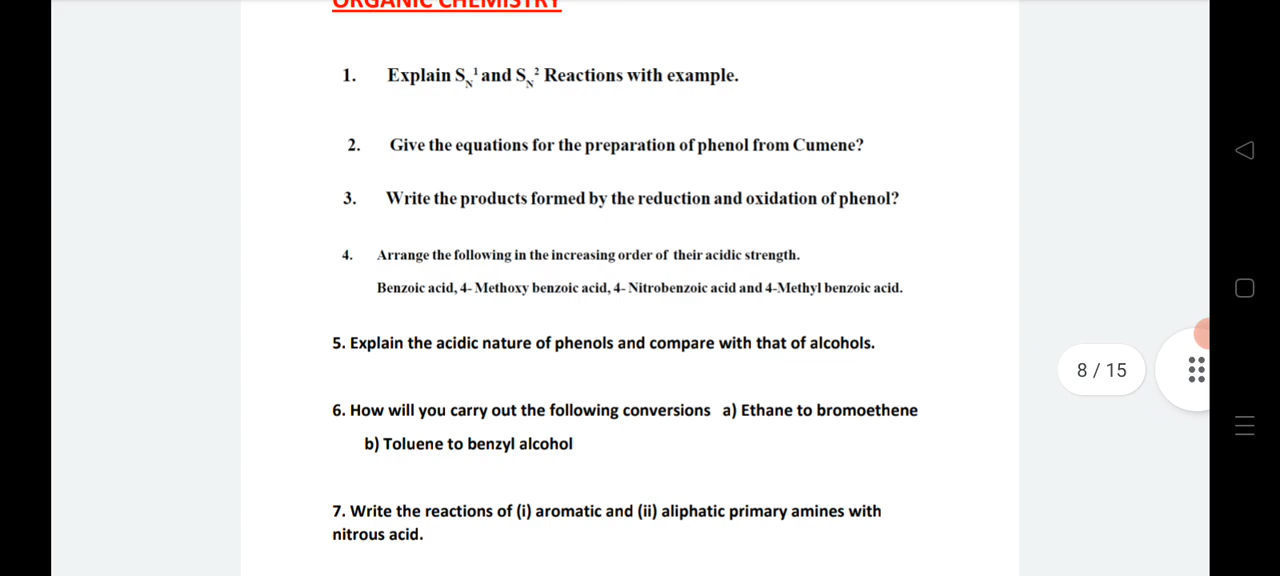 ORGANIC CHEMISTRY
1. Explain SN1 and SN2 Reactions with example.
2. Give the equations for the preparation of phenol from Cumene?
3. Write the products formed by the reduction and oxidation of phenol?
4. Arrange the following in the increasing order of their acidic strength.
Benzoic acid, 4- Methoxy benzoic acid, 4- Nitrobenzoic acid and 4-Methyl benzoic acid.
5. Explain the acidic nature of phenols and compare with that of alcohols.
8 / 15
6. How will you carry out the following conversions a) Ethane to bromoethene
b) Toluene to benzyl alcohol
7. Write the reactions of (i) aromatic and (ii) aliphatic primary amines with
nitrous acid.